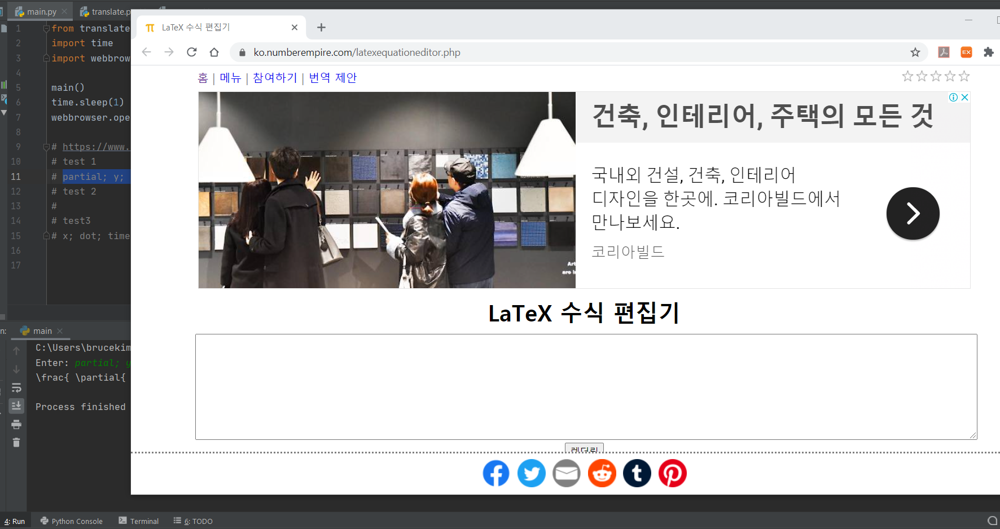 main.py
translate.p
1 from translate
2 import time
3 import webbrow
4
5 main()
6 time.sleep(1)
7 webbrowser.ope
8
9 # https://www.
10 # test 1
11 # partial; y;
12 # test 2
13 #
14 # test3
15 # x; dot; time
16
17
n:
main
C:\Users\brucekim
Enter: partial; y
\frac{ \partial{
Process finished
4: Run
Python Console
Terminal
6: TODO
LaTeX 수식 편집기
ko.numberempire.com/latexequationeditor.php
EX
홈 | 메뉴 | 참여하기 | 번역 제안
건축, 인테리어, 주택의 모든 것
국내외 건설, 건축, 인테리어
디자인을 한곳에. 코리아빌드에서
만나보세요.
코리아빌드
Art
are i
LaTeX 수식 편집기
렌더링